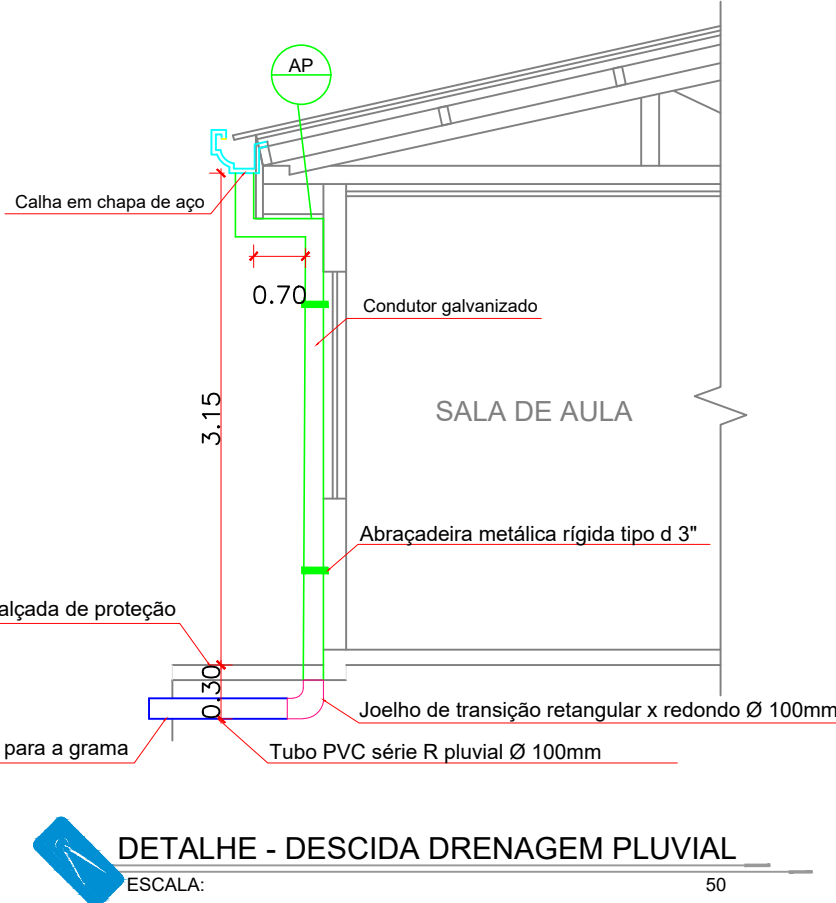 AP
Calha em chapa de aço
0.70
Condutor galvanizado
3.15
SALA DE AULA
Abraçadeira metálica rígida tipo d 3"
alçada de proteção
0.30
Joelho de transição retangular x redondo Ø 100mm
para a grama
Tubo PVC série R pluvial Ø 100mm
DETALHE - DESCIDA DRENAGEM PLUVIAL
ESCALA: 50